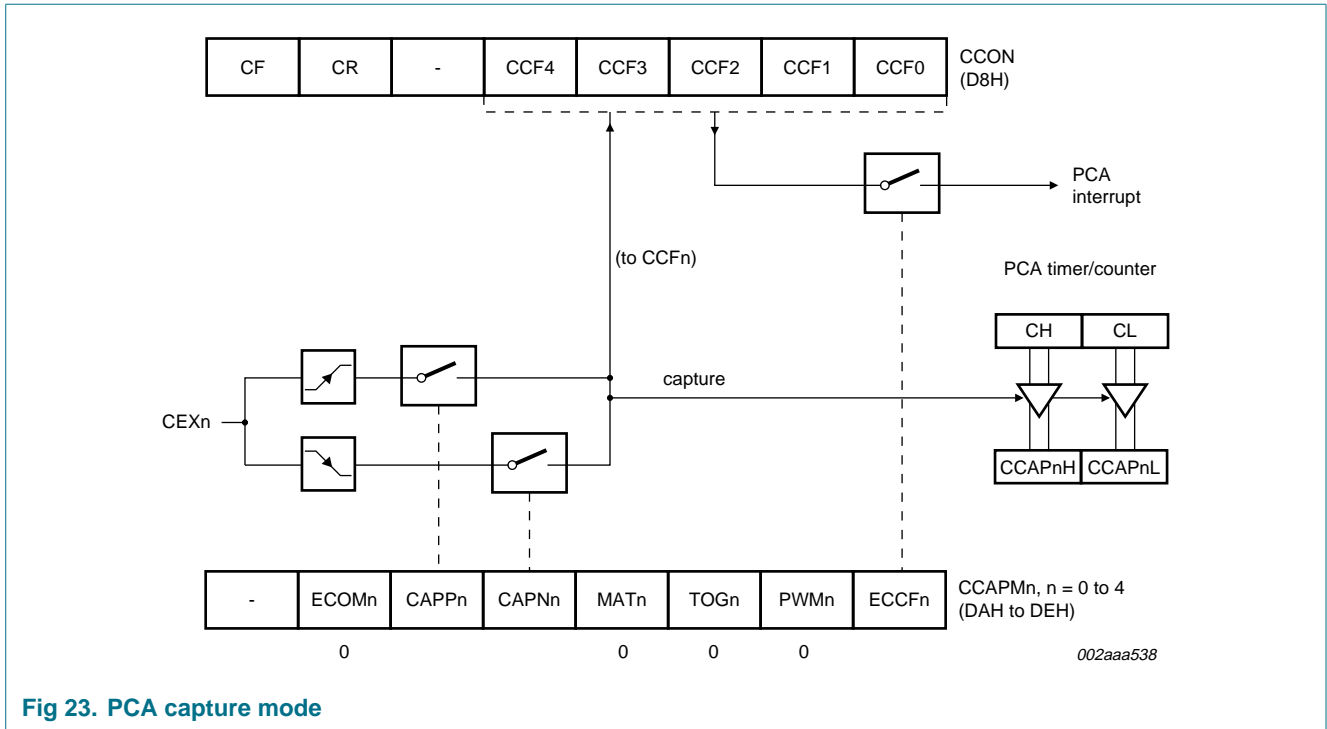 CF CR - CCF4 CCF3 CCF2 CCF1 CCF0
CCON
(D8H)
PCA
interrupt
(to CCFn)
PCA timer/counter
CH CL
capture
CEXn
CCAPnH CCAPnL
- ECOMn CAPPn CAPNn MATn TOGn PWMn ECCFn
CCAPMn, n = 0 to 4
(DAH to DEH)
0 0 0 0
002aaa538
Fig 23. PCA capture mode